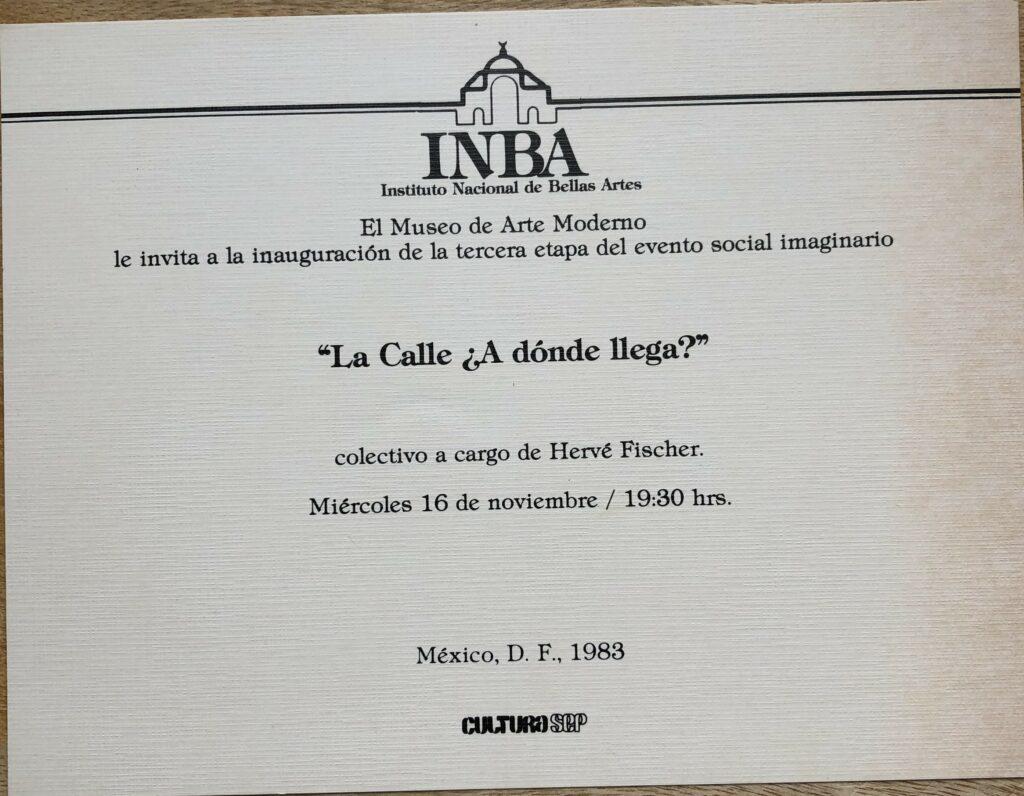 INBA
Instituto Nacional de Bellas Artes
El Museo de Arte Moderno
le invita a la inauguración de la tercera etapa del evento social imaginario
“La Calle ¿A dónde llega?”
colectivo a cargo de Hervé Fischer.
Miércoles 16 de noviembre / 19:30 hrs.
México, D. F., 1983
CULTURA SEP